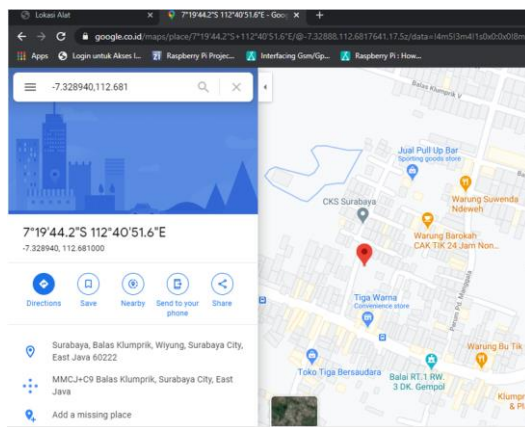 Lokasi Alat
7°19'44.2"S 112°40'51.6"E - Goo
google.co.id/maps/place/7°19'44.2"S+112°40'51.6"E/@-7.32888,112.6817641,17.5z/data=!4m5!3m4!1s0x0:0x0!8m
Apps
Login untuk Akses I...
Raspberry Pi Projec...
Interfacing Gsm/Gp...
Raspberry Pi : How...
-7.328940,112.681
7°19'44.2"S 112°40'51.6"E
-7.328940, 112.681000
Directions
Save
Nearby
Send to your
phone
Share
Surabaya, Balas Klumprik, Wiyung, Surabaya City,
East Java 60222
MMCJ+C9 Balas Klumprik, Surabaya City, East
Java
Add a missing place
Balas Klumprik V
Jual Pull Up Bar
Sporting goods store
CKS Surabaya
Warung Suwenda
Ndeweh
Warung Barokah
CAK TIK 24 Jam Non...
Tiga Warna
Convenience store
Toko Tiga Bersaudara
Balai RT.1 RW.
3 DK. Gempol
Warung Bu Tik
Klumpr
& Pl